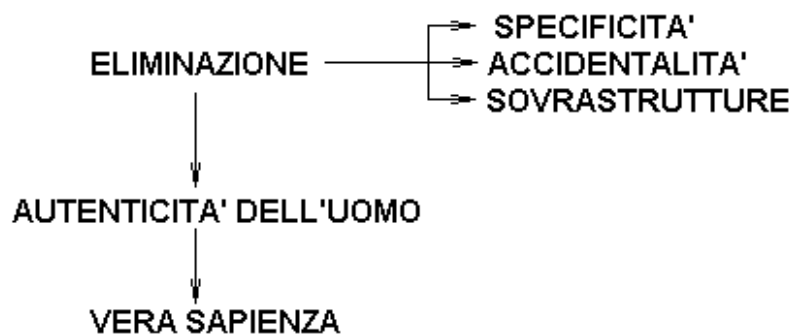 SPECIFICITA'
ELIMINAZIONE
ACCIDENTALITA'
SOVRASTRUTTURE
AUTENTICITA' DELL'UOMO
VERA SAPIENZA